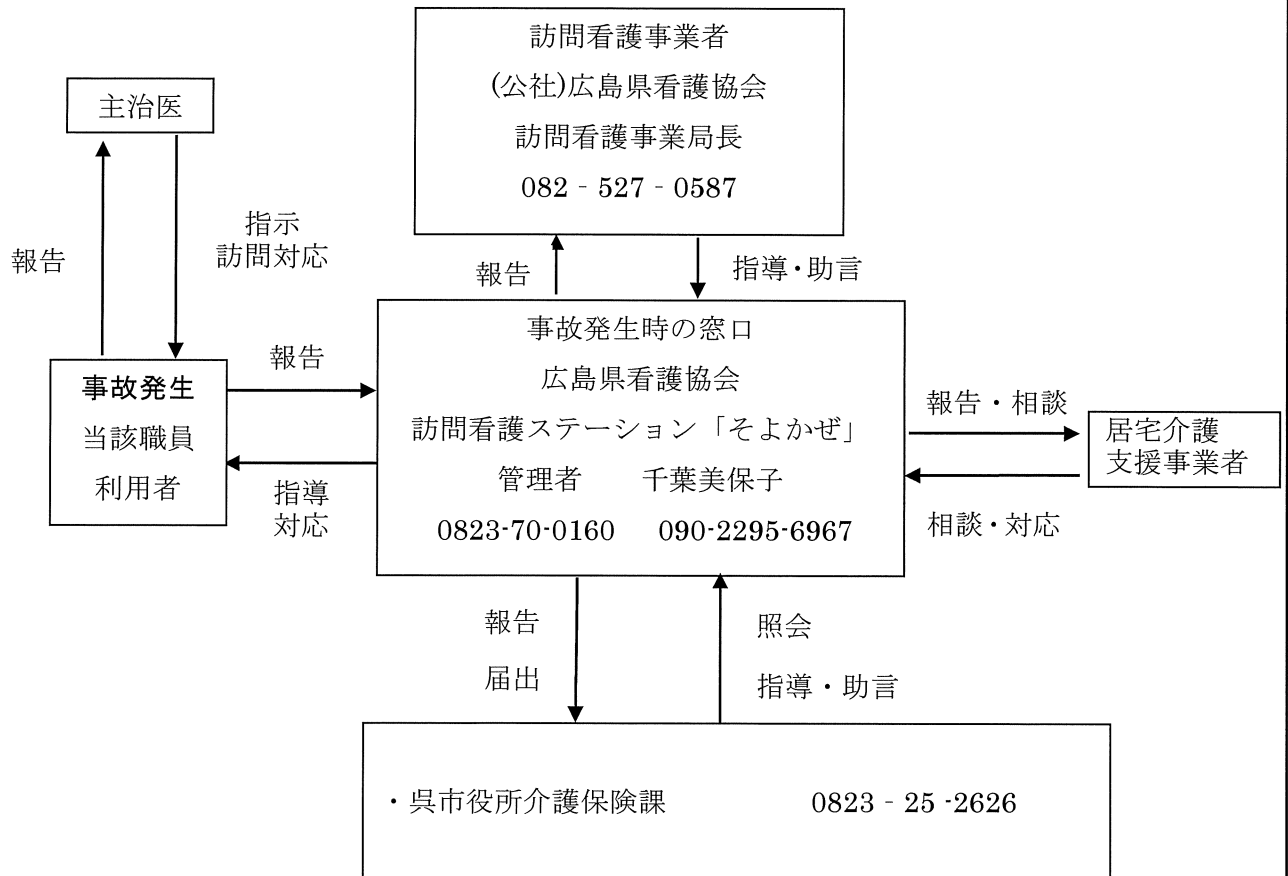 訪問看護事業者
(公社)広島県看護協会
訪問看護事業局長
082 - 527 - 0587
主治医
報告
指示
訪問対応
報告
指導・助言
事故発生
当該職員
利用者
報告
指導
対応
事故発生時の窓口
広島県看護協会
訪問看護ステーション「そよかぜ」
管理者 千葉美保子
0823-70-0160 090-2295-6967
報告・相談
相談・対応
居宅介護
支援事業者
報告
届出
照会
指導・助言
・呉市役所介護保険課 0823 - 25 -2626